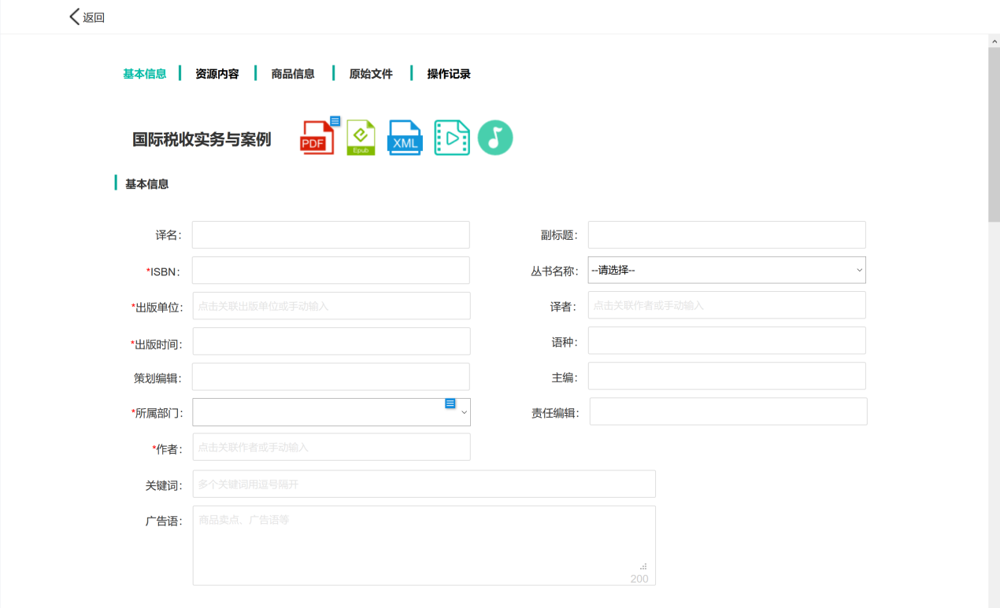 返回
基本信息 资源内容 商品信息 原始文件 操作记录
国际税收实务与案例 PDF Epub XML
基本信息
译名: 副标题:
*ISBN: 丛书名称: --请选择--
*出版单位: 点击关联出版单位或手动输入 译者: 点击关联作者或手动输入
*出版时间: 语种:
策划编辑: 主编:
*所属部门: 责任编辑:
*作者: 点击关联作者或手动输入
关键词: 多个关键词用逗号隔开
广告语: 商品卖点、广告语等
200